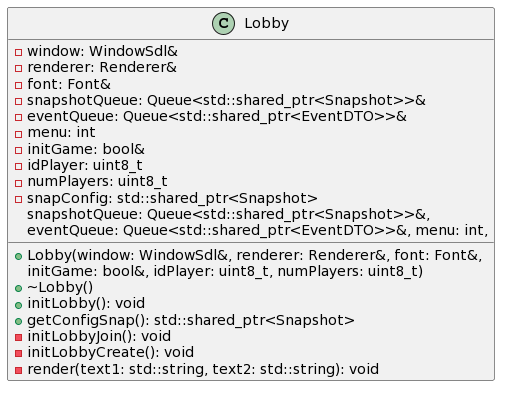 C Lobby
window: WindowSdl&
renderer: Renderer&
font: Font&
snapshotQueue: Queue<std::shared_ptr<Snapshot>>&
eventQueue: Queue<std::shared_ptr<EventDTO>>&
menu: int
initGame: bool&
idPlayer: uint8_t
numPlayers: uint8_t
snapConfig: std::shared_ptr<Snapshot>
snapshotQueue: Queue<std::shared_ptr<Snapshot>>&,
eventQueue: Queue<std::shared_ptr<EventDTO>>&, menu: int,
Lobby(window: WindowSdl&, renderer: Renderer&, font: Font&,
initGame: bool&, idPlayer: uint8_t, numPlayers: uint8_t)
~Lobby()
initLobby(): void
getConfigSnap(): std::shared_ptr<Snapshot>
initLobbyJoin(): void
initLobbyCreate(): void
render(text1: std::string, text2: std::string): void